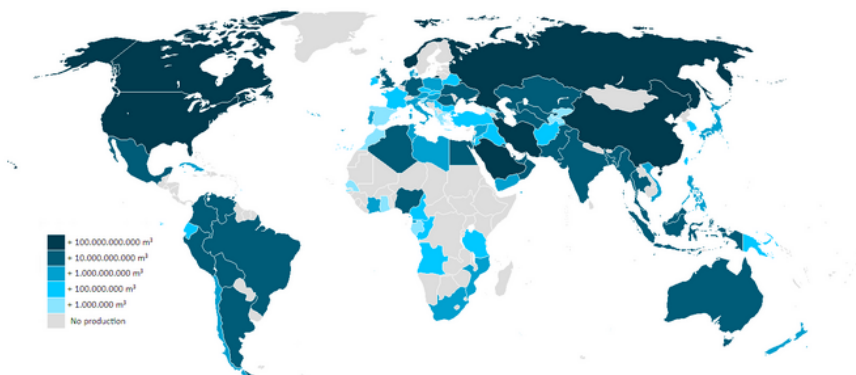 + 100.000.000.000 m³
+ 10.000.000.000 m³
+ 1.000.000.000 m³
+ 100.000.000 m³
+ 1.000.000 m³
No production